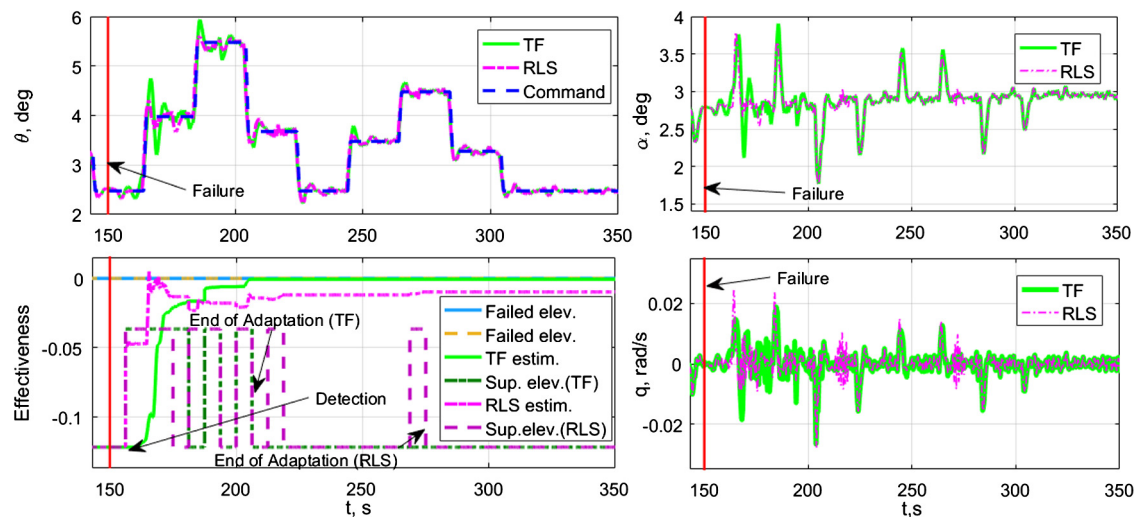 6
5
4
3
2
θ, deg
TF
RLS
Command
Failure
150
200
250
300
350
4
3.5
3
2.5
2
1.5
α, deg
TF
RLS
Failure
150
200
250
300
350
0
-0.05
-0.1
Effectiveness
End of Adaptation (TF)
Detection
End of Adaptation (RLS)
Failed elev.
Failed elev.
TF estim.
Sup. elev.(TF)
RLS estim.
Sup.elev.(RLS)
150
200
250
300
350
t, s
0.02
0
-0.02
q, rad/s
Failure
TF
RLS
150
200
250
300
350
t,s